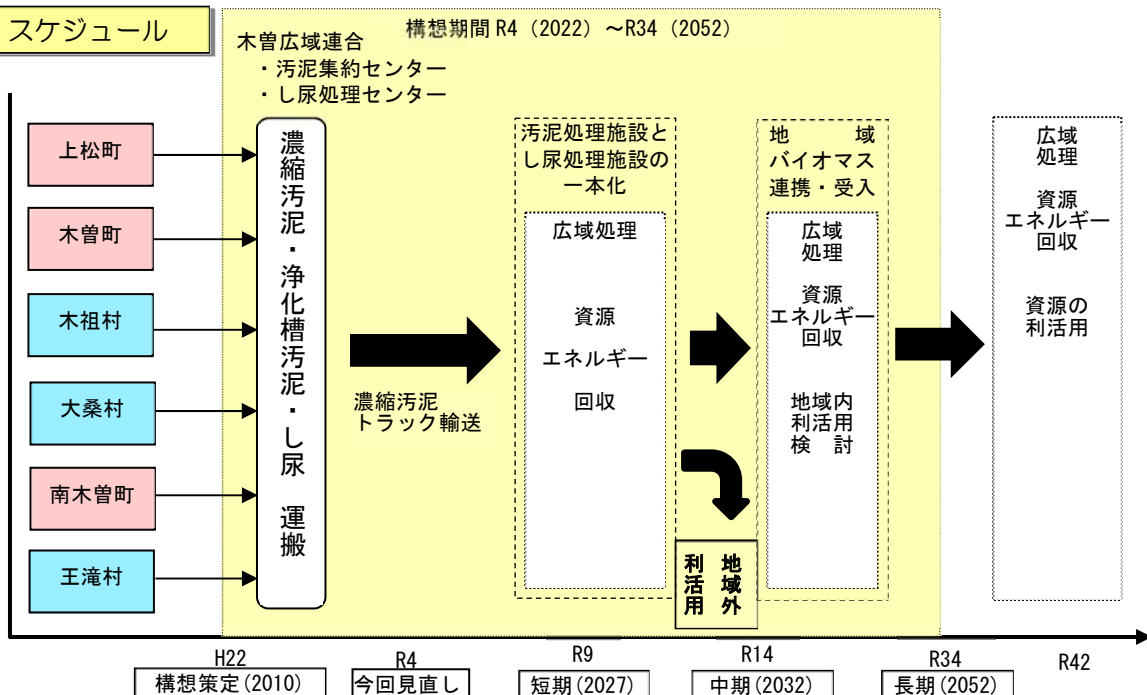 スケジュール
構想期間 R4（2022）～R34（2052）
木曽広域連合
・汚泥集約センター
・し尿処理センター
上松町
木曽町
木祖村
大桑村
南木曽町
王滝村
濃縮汚泥・浄化槽汚泥・し尿　運搬
濃縮汚泥
トラック輸送
汚泥処理施設と
し尿処理施設の
一本化
広域処理
資源
エネルギー
回収
地域外
利活用
地　　域
バイオマス
連携・受入
広域
処理
資源
エネルギー
回収
地域内
利活用
検　討
広域
処理
資源
エネルギー
回収
資源の
利活用
H22
構想策定(2010)
R4
今回見直し
R9
短期(2027)
R14
中期(2032)
R34
長期(2052)
R42